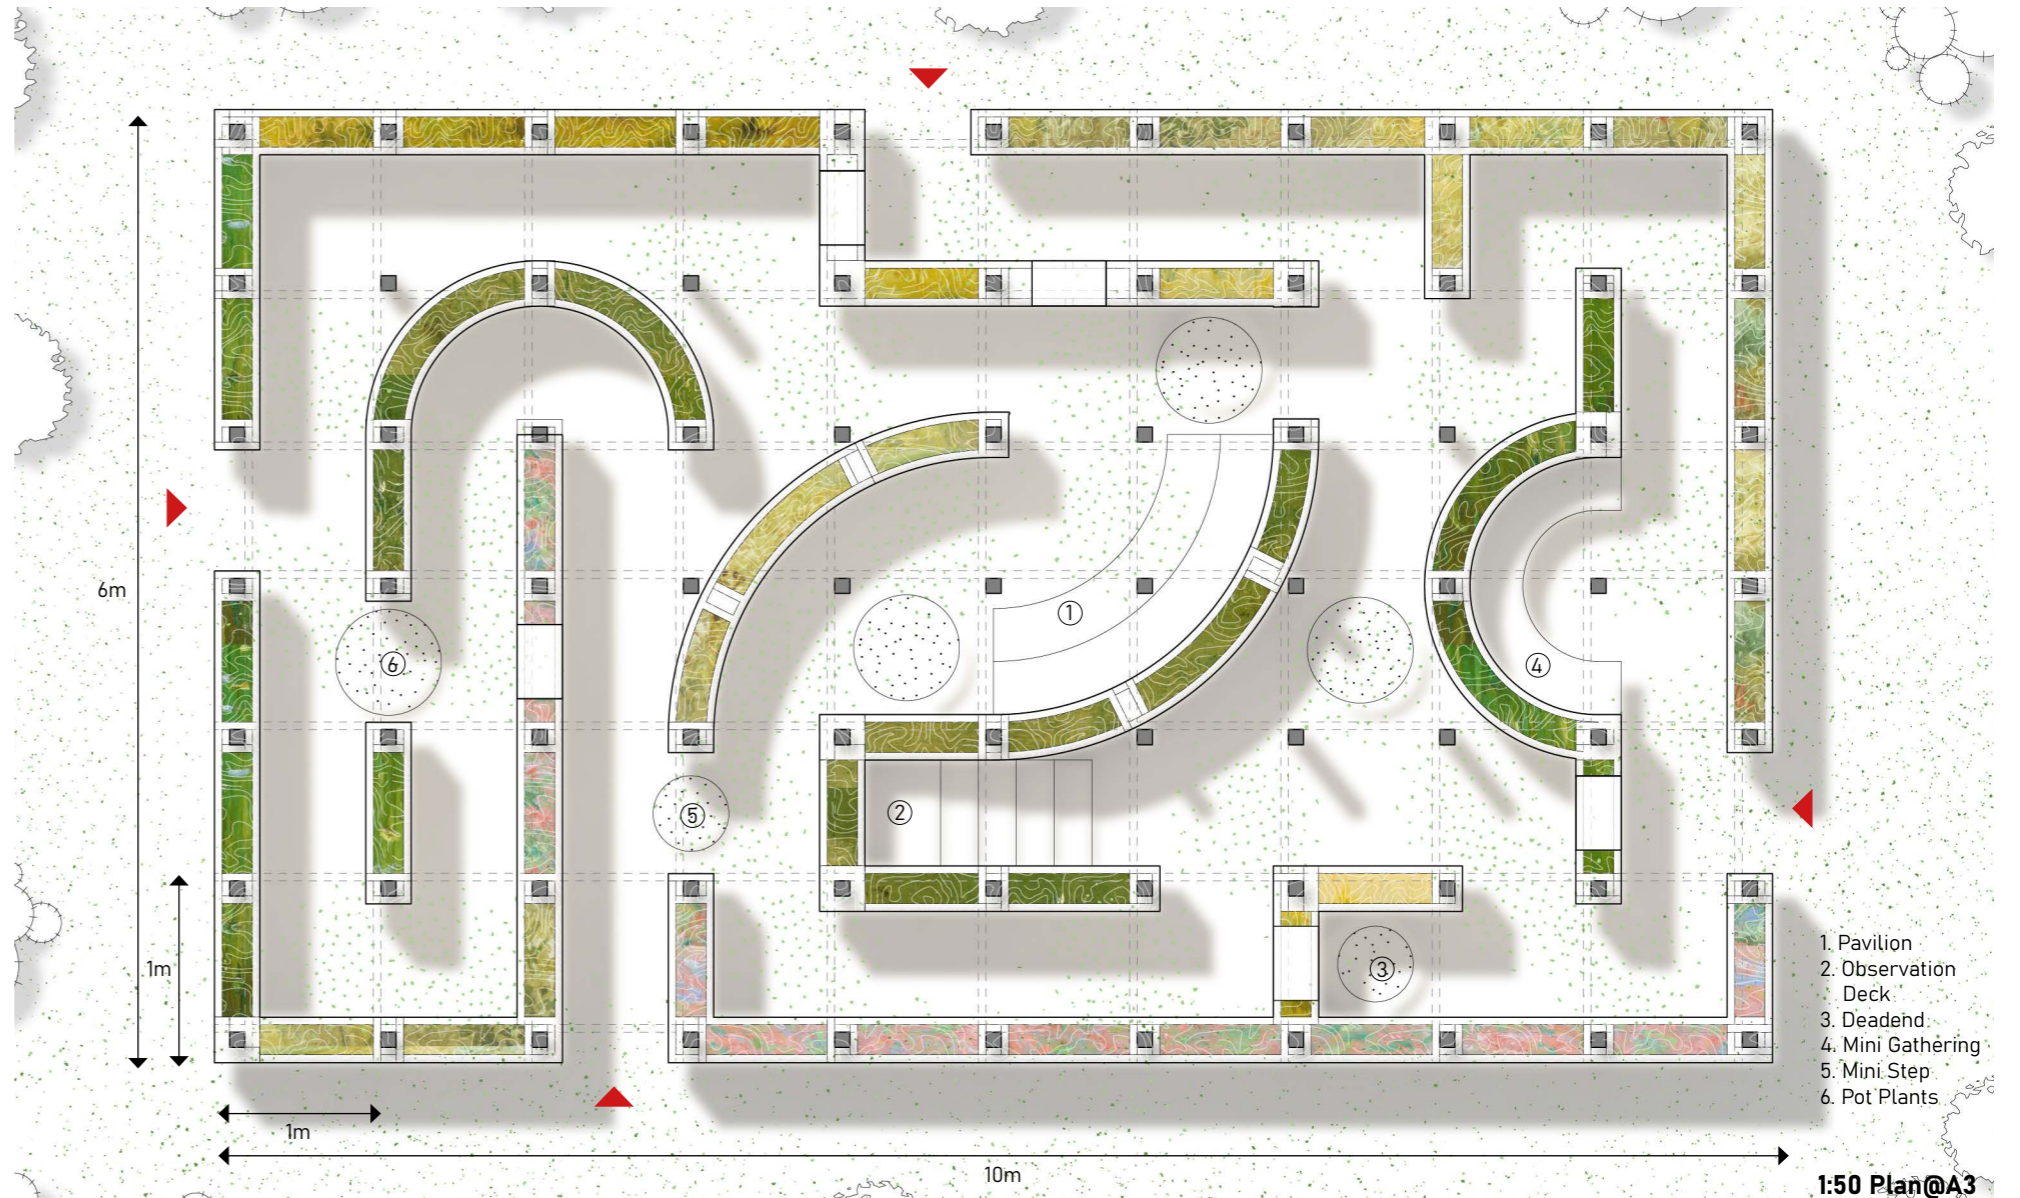 6m
①
⑥
④
⑤
②
1m
③
1. Pavilion
2. Observation
Deck
3. Deadend
4. Mini Gathering
5. Mini Step
6. Pot Plants
1m
10m
1:50 Plan@A3